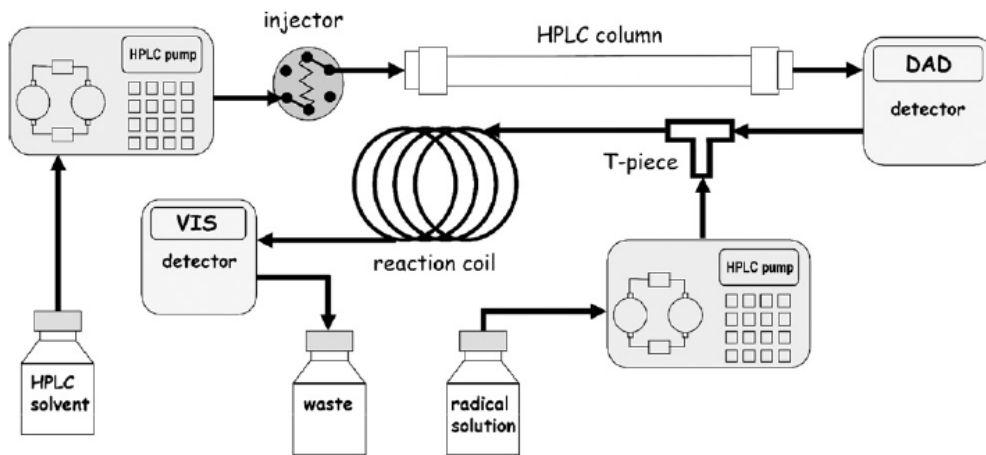 injector
HPLC pump
HPLC column
DAD
detector
T-piece
VIS
detector
reaction coil
HPLC pump
HPLC
solvent
waste
radical
solution